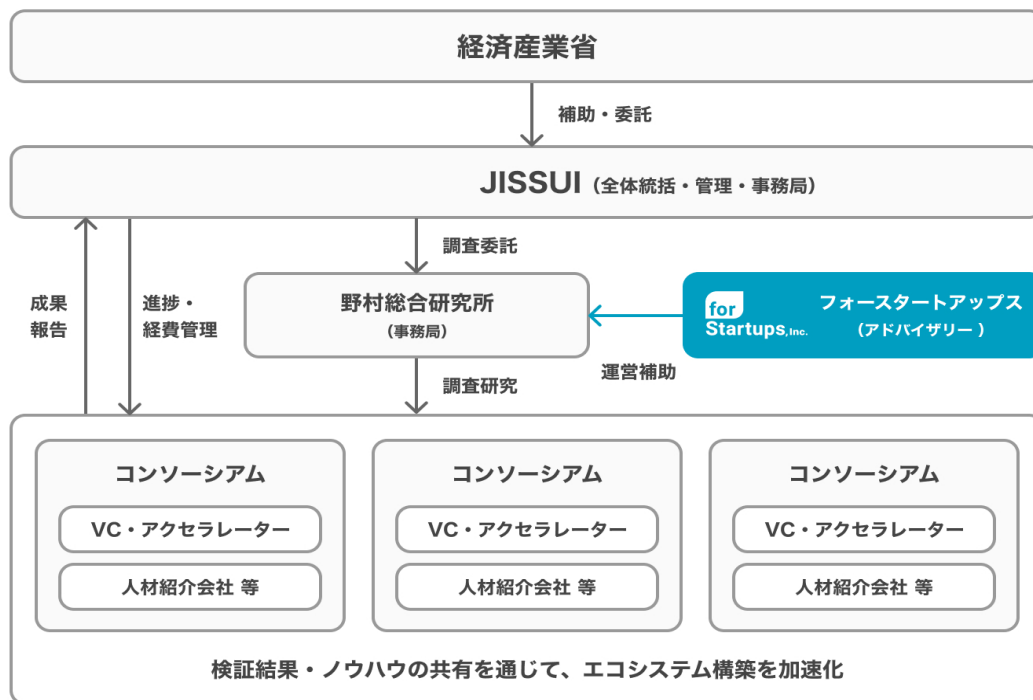 経済産業省
補助・委託
JISSUI（全体統括・管理・事務局）
成果
報告
進捗・
経費管理
調査委託
野村総合研究所
（事務局）
for
Startups,Inc.
フォースタートアップス
（アドバイザリー ）
運営補助
調査研究
コンソーシアム
VC・アクセラレーター
人材紹介会社 等
コンソーシアム
VC・アクセラレーター
人材紹介会社 等
コンソーシアム
VC・アクセラレーター
人材紹介会社 等
検証結果・ノウハウの共有を通じて、エコシステム構築を加速化